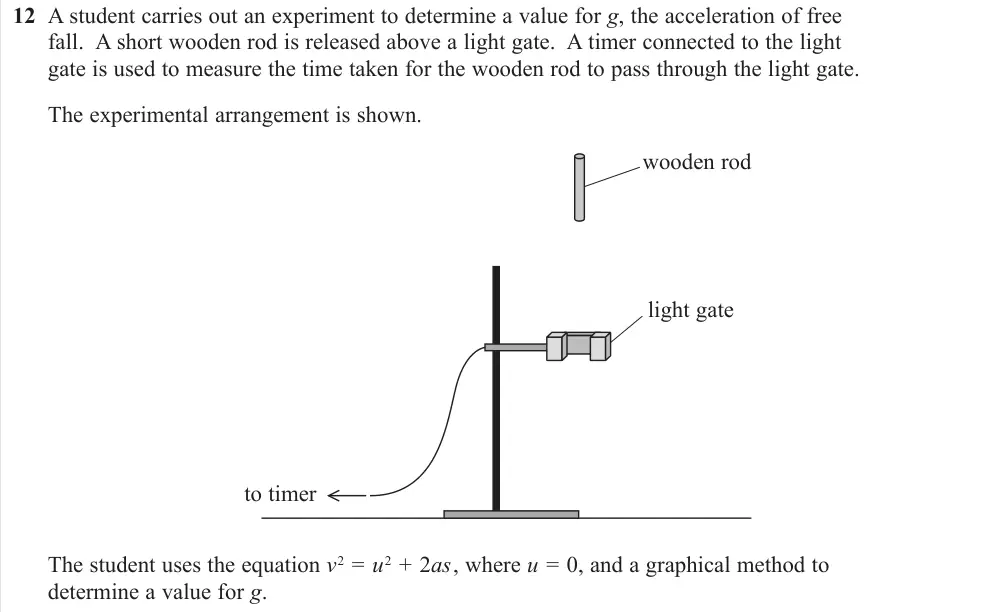 12 A student carries out an experiment to determine a value for g, the acceleration of free
fall. A short wooden rod is released above a light gate. A timer connected to the light
gate is used to measure the time taken for the wooden rod to pass through the light gate.
The experimental arrangement is shown.
wooden rod
light gate
to timer
The student uses the equation v² = u² + 2as, where u = 0, and a graphical method to
determine a value for g.